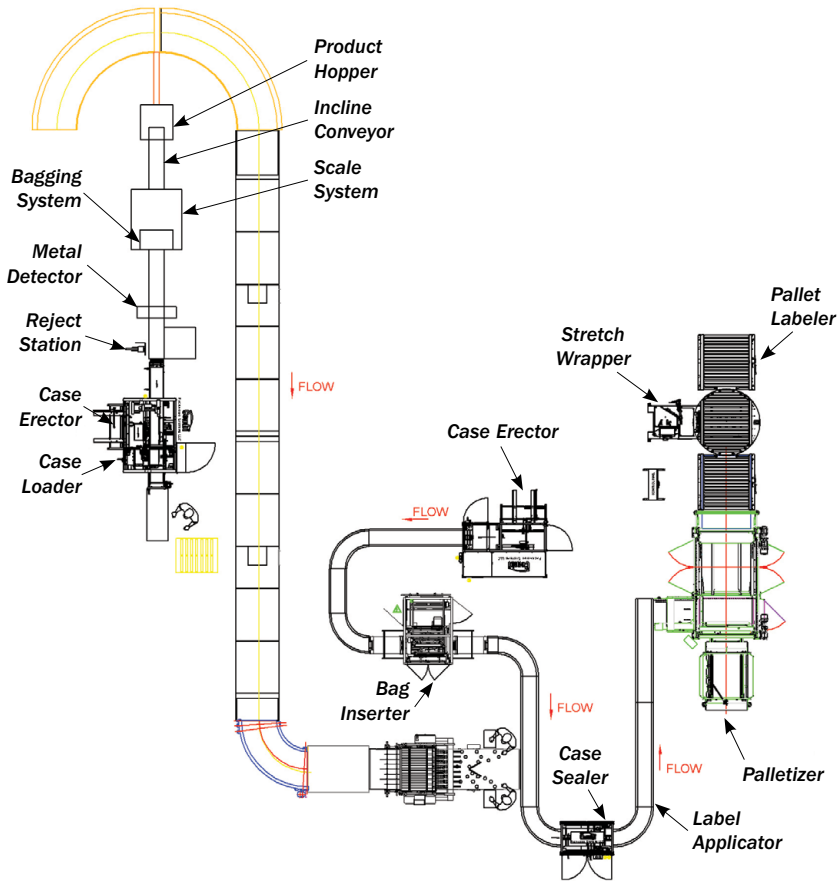 Product
Hopper
Incline
Conveyor
Scale
System
Bagging
System
Metal
Detector
Reject
Station
Case
Erector
Case
Loader
FLOW
Pallet
Labeler
Stretch
Wrapper
Case Erector
FLOW
Bag
Inserter
FLOW
Case
Sealer
FLOW
Palletizer
Label
Applicator